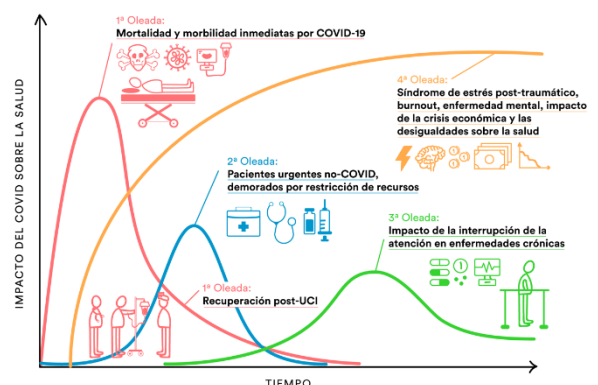 1ª Oleada:
Mortalidad y morbilidad inmediatas por COVID-19
4ª Oleada:
Síndrome de estrés post-traumático,
burnout, enfermedad mental, impacto
de la crisis económica y las
desigualdades sobre la salud
2ª Oleada:
Pacientes urgentes no-COVID,
demorados por restricción de recursos
3ª Oleada:
Impacto de la interrupción de la
atención en enfermedades crónicas
1ª Oleada:
Recuperación post-UCI
IMPACTO DEL COVID SOBRE LA SALUD
TIEMPO